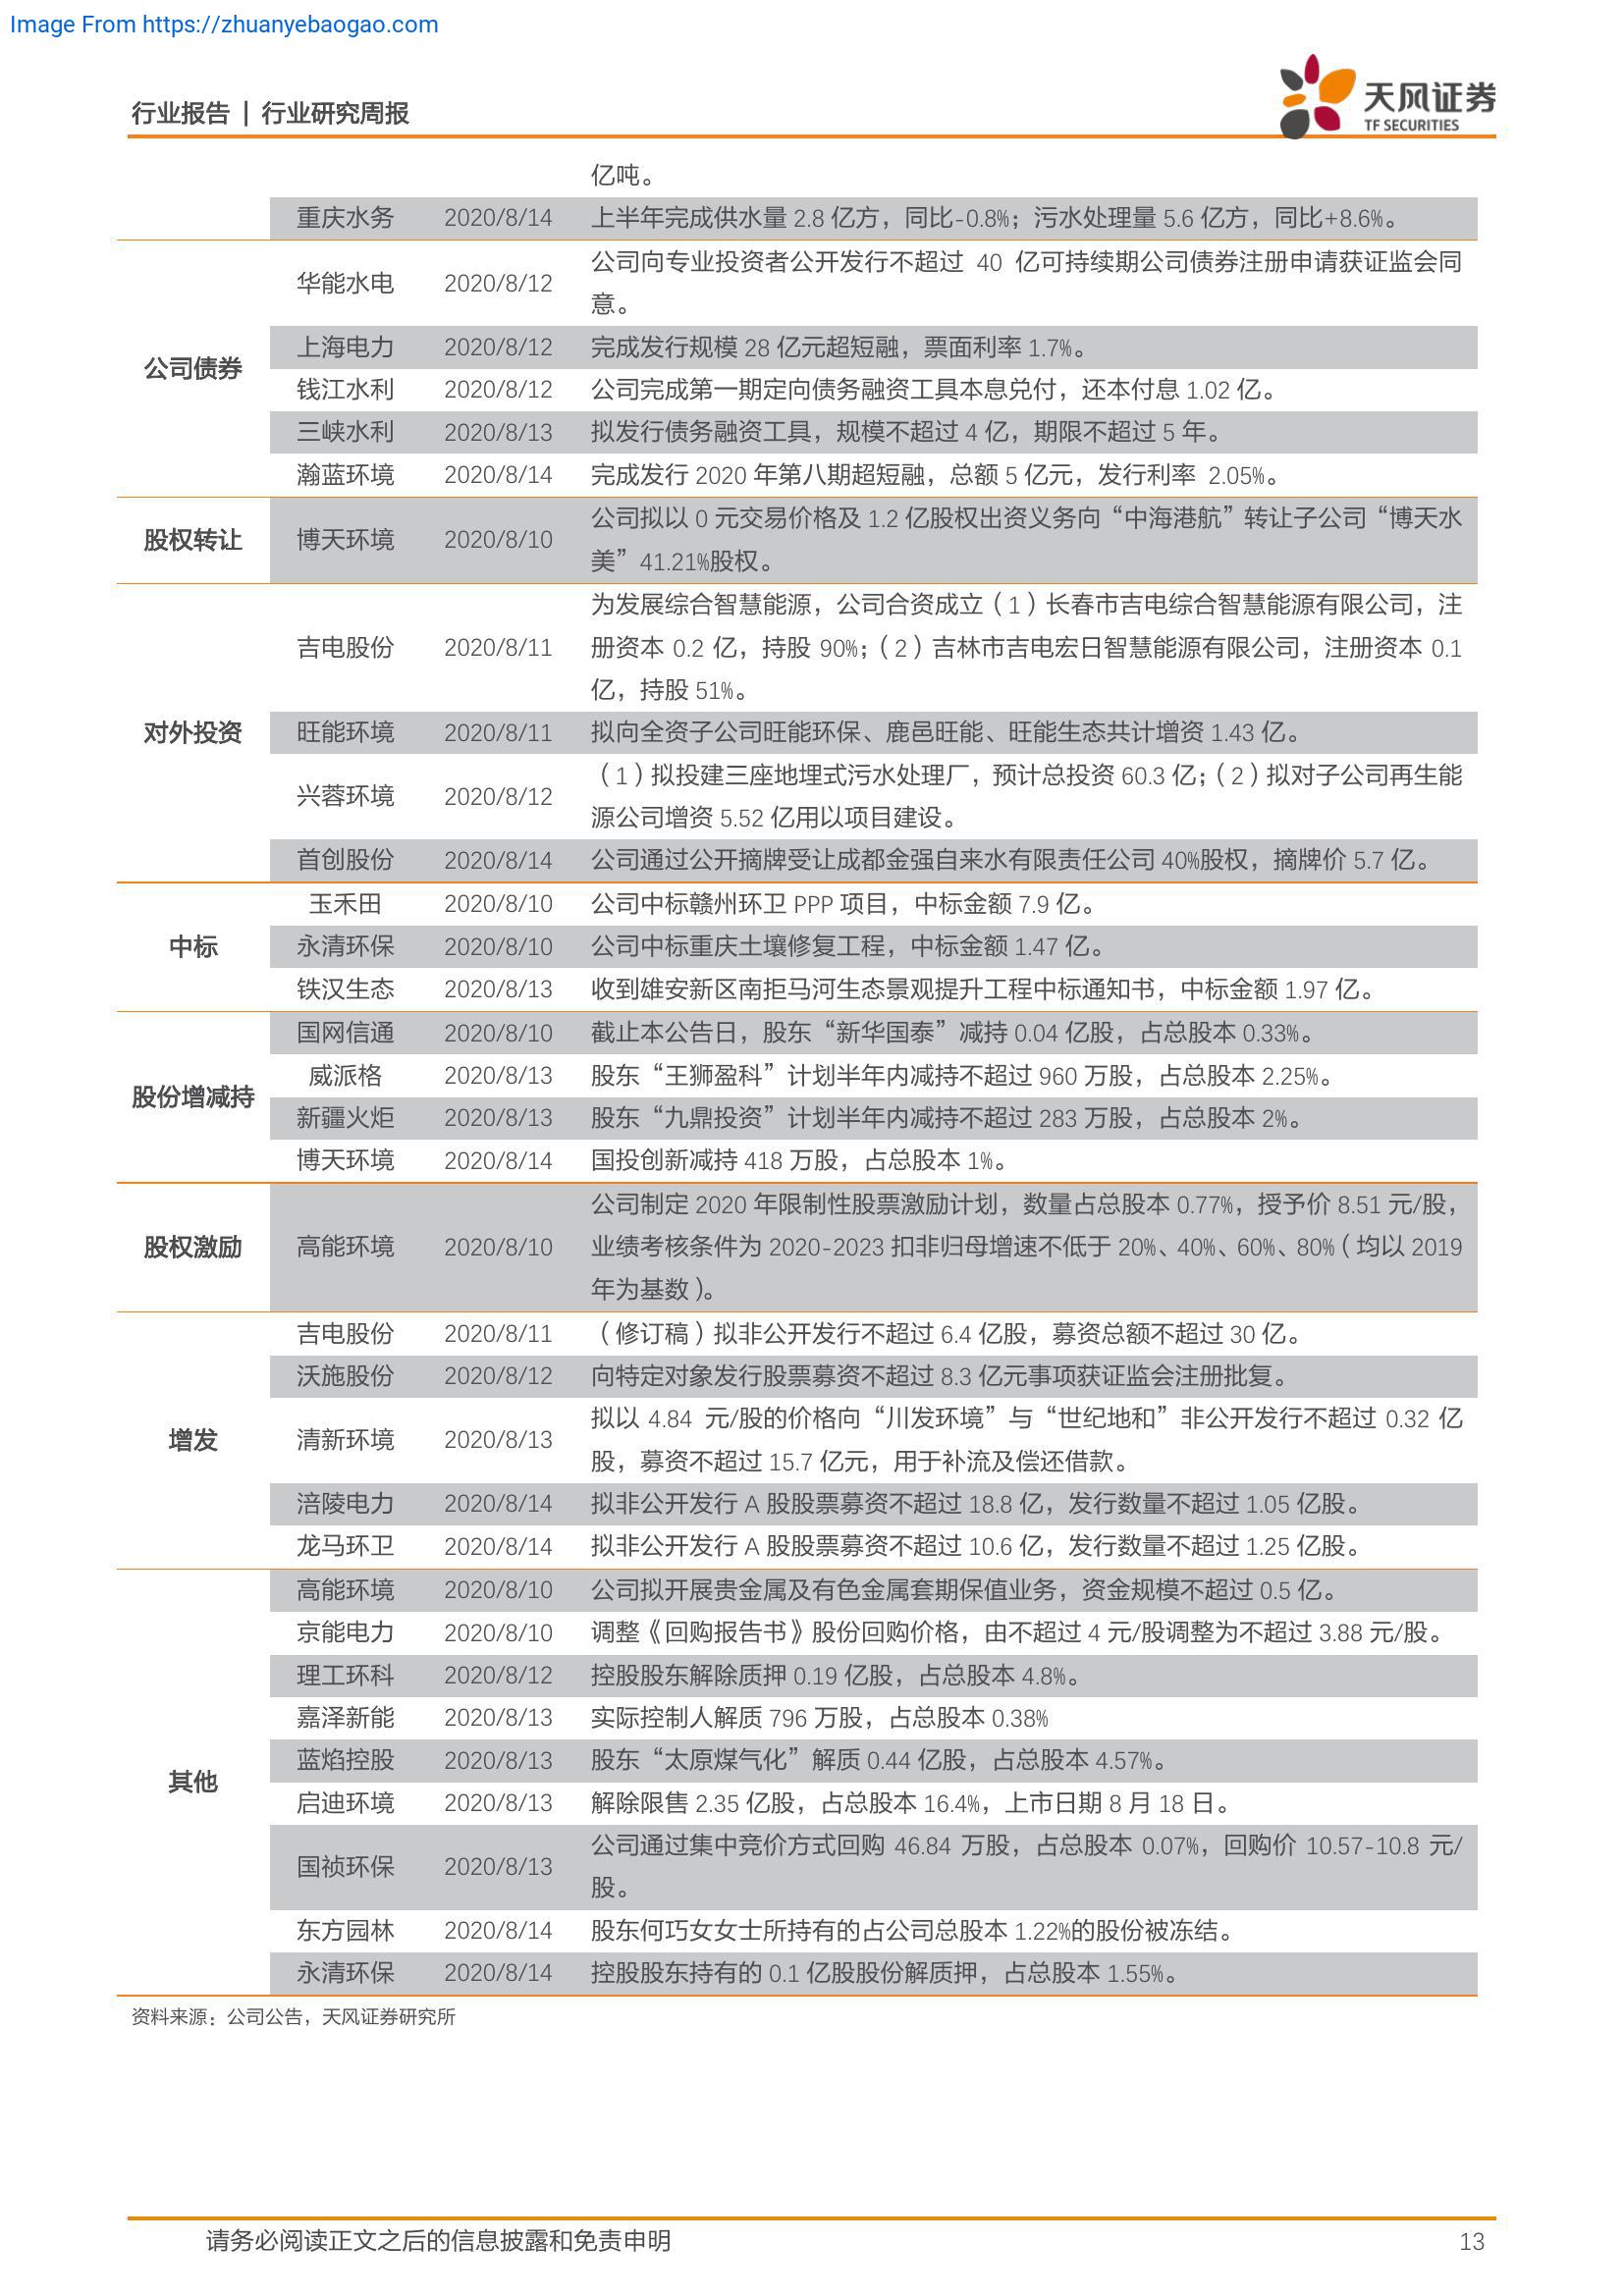 Image From https://zhuanyebaogao.com
行业报告 | 行业研究周报
天风证券
TF SECURITIES
亿吨。
重庆水务 2020/8/14 上半年完成供水量 2.8 亿方，同比-0.8%；污水处理量 5.6 亿方，同比+8.6%。
公司债券
华能水电 2020/8/12 公司向专业投资者公开发行不超过 40 亿可持续期公司债券注册申请获证监会同
意。
上海电力 2020/8/12 完成发行规模 28 亿元超短融，票面利率 1.7%。
钱江水利 2020/8/12 公司完成第一期定向债务融资工具本息兑付，还本付息 1.02 亿。
三峡水利 2020/8/13 拟发行债务融资工具，规模不超过 4 亿，期限不超过 5 年。
瀚蓝环境 2020/8/14 完成发行 2020 年第八期超短融，总额 5 亿元，发行利率 2.05%。
股权转让
博天环境 2020/8/10 公司拟以 0 元交易价格及 1.2 亿股权出资义务向“中海港航”转让子公司“博天水
美”41.21%股权。
对外投资
吉电股份 2020/8/11 为发展综合智慧能源，公司合资成立（1）长春市吉电综合智慧能源有限公司，注
册资本 0.2 亿，持股 90%；（2）吉林市吉电宏日智慧能源有限公司，注册资本 0.1
亿，持股 51%。
旺能环境 2020/8/11 拟向全资子公司旺能环保、鹿邑旺能、旺能生态共计增资 1.43 亿。
兴蓉环境 2020/8/12 （1）拟投建三座地埋式污水处理厂，预计总投资 60.3 亿；（2）拟对子公司再生能
源公司增资 5.52 亿用以项目建设。
首创股份 2020/8/14 公司通过公开摘牌受让成都金强自来水有限责任公司 40%股权，摘牌价 5.7 亿。
中标
玉禾田 2020/8/10 公司中标赣州环卫 PPP 项目，中标金额 7.9 亿。
永清环保 2020/8/10 公司中标重庆土壤修复工程，中标金额 1.47 亿。
铁汉生态 2020/8/13 收到雄安新区南拒马河生态景观提升工程中标通知书，中标金额 1.97 亿。
股份增减持
国网信通 2020/8/10 截止本公告日，股东“新华国泰”减持 0.04 亿股，占总股本 0.33%。
威派格 2020/8/13 股东“王狮盈科”计划半年内减持不超过 960 万股，占总股本 2.25%。
新疆火炬 2020/8/13 股东“九鼎投资”计划半年内减持不超过 283 万股，占总股本 2%。
博天环境 2020/8/14 国投创新减持 418 万股，占总股本 1%。
股权激励
高能环境 2020/8/10 公司制定 2020 年限制性股票激励计划，数量占总股本 0.77%，授予价 8.51 元/股，
业绩考核条件为 2020-2023 扣非归母增速不低于 20%、40%、60%、80%（均以 2019
年为基数）。
增发
吉电股份 2020/8/11 （修订稿）拟非公开发行不超过 6.4 亿股，募资总额不超过 30 亿。
沃施股份 2020/8/12 向特定对象发行股票募资不超过 8.3 亿元事项获证监会注册批复。
清新环境 2020/8/13 拟以 4.84 元/股的价格向“川发环境”与“世纪地和”非公开发行不超过 0.32 亿
股，募资不超过 15.7 亿元，用于补流及偿还借款。
涪陵电力 2020/8/14 拟非公开发行 A 股股票募资不超过 18.8 亿，发行数量不超过 1.05 亿股。
龙马环卫 2020/8/14 拟非公开发行 A 股股票募资不超过 10.6 亿，发行数量不超过 1.25 亿股。
其他
高能环境 2020/8/10 公司拟开展贵金属及有色金属套期保值业务，资金规模不超过 0.5 亿。
京能电力 2020/8/10 调整《回购报告书》股份回购价格，由不超过 4 元/股调整为不超过 3.88 元/股。
理工环科 2020/8/12 控股股东解除质押 0.19 亿股，占总股本 4.8%。
嘉泽新能 2020/8/13 实际控制人解质 796 万股，占总股本 0.38%
蓝焰控股 2020/8/13 股东“太原煤气化”解质 0.44 亿股，占总股本 4.57%。
启迪环境 2020/8/13 解除限售 2.35 亿股，占总股本 16.4%，上市日期 8 月 18 日。
国祯环保 2020/8/13 公司通过集中竞价方式回购 46.84 万股，占总股本 0.07%，回购价 10.57-10.8 元/
股。
东方园林 2020/8/14 股东何巧女女士所持有的占公司总股本 1.22%的股份被冻结。
永清环保 2020/8/14 控股股东持有的 0.1 亿股股份解质押，占总股本 1.55%。
资料来源：公司公告，天风证券研究所
请务必阅读正文之后的信息披露和免责申明 13